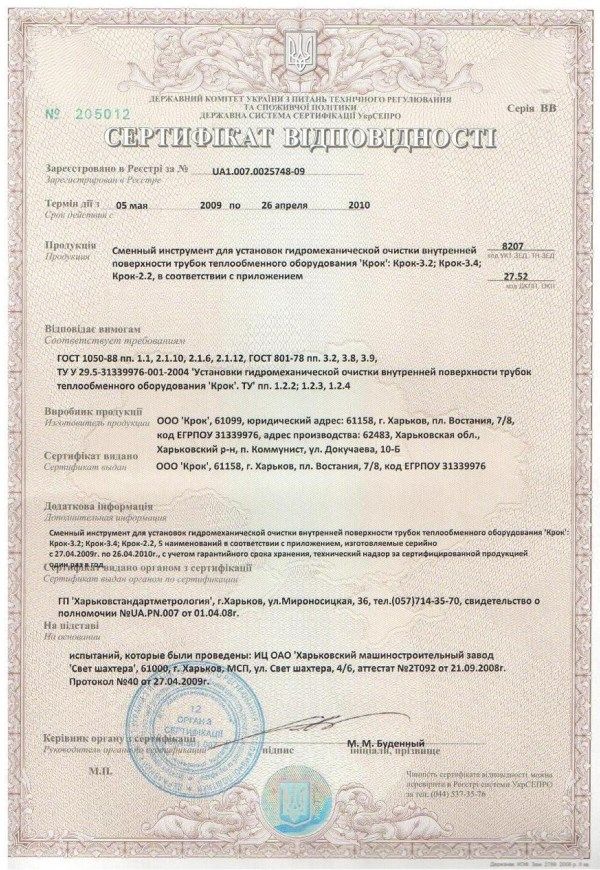 ДЕРЖАВНИЙ КОМІТЕТ УКРАЇНИ З ПИТАНЬ ТЕХНІЧНОГО РЕГУЛЮВАННЯ
ТА СПОЖИВЧОЇ ПОЛІТИКИ
№ 205012
ДЕРЖАВНА СИСТЕМА СЕРТИФІКАЦІЇ УкрСЕПРО
Серія ВВ
СЕРТИФІКАТ ВІДПОВІДНОСТІ
Зареєстровано в Реєстрі за № UA1.007.0025748-09
Зарегистрирован в Реестре
Термін дії з 05 мая 2009 по 26 апреля 2010
Срок действия с
Продукція
Продукция
Сменный инструмент для установок гидромеханической очистки внутренней
поверхности трубок теплообменного оборудования 'Крок': Крок-3.2; Крок-3.4;
Крок-2.2, в соответствии с приложением
8207
код УКТ ЗЕД, ТН ЗЕД
27.52
код ДКПП, ОКП
Відповідає вимогам
Соответствует требованиям
ГОСТ 1050-88 пп. 1.1, 2.1.10, 2.1.6, 2.1.12, ГОСТ 801-78 пп. 3.2, 3.8, 3.9,
ТУ У 29.5-31339976-001-2004 'Установки гидромеханической очистки внутренней поверхности трубок
теплообменного оборудования 'Крок'. ТУ' пп. 1.2.2; 1.2.3, 1.2.4
Виробник продукції
Изготовитель продукции
ООО 'Крок', 61099, юридический адрес: 61158, г. Харьков, пл. Востания, 7/8,
код ЕГРПОУ 31339976, адрес производства: 62483, Харьковская обл.,
Харьковский р-н, п. Коммунист, ул. Докучаева, 10-Б
Сертифікат видано
Сертификат выдан
ООО 'Крок', 61158, г. Харьков, пл. Востания, 7/8, код ЕГРПОУ 31339976
Додаткова інформація
Дополнительная информация
Сменный инструмент для установок гидромеханической очистки внутренней поверхности трубок теплообменного оборудования 'Крок':
Крок-3.2; Крок-3.4; Крок-2.2, 5 наименований в соответствии с приложением, изготовляемые серийно
с 27.04.2009г. по 26.04.2010г., с учетом гарантийного срока хранения, технический надзор за сертифицированной продукцией
один раз в год.
Сертифікат видано органом з сертифікації
Сертификат выдан органом по сертификации
ГП 'Харьковстандартметрология', г.Харьков, ул.Мироносицкая, 36, тел.(057)714-35-70, свидетельство о
полномочии №UA.PN.007 от 01.04.08г.
На підставі
На основании
испытаний, которые были проведены: ИЦ ОАО 'Харьковский машиностроительный завод
'Свет шахтера', 61000, г. Харьков, МСП, ул. Свет шахтера, 4/6, аттестат №2Т092 от 21.09.2008г.
Протокол №40 от 27.04.2009г.
12
ОРГАН З
СЕРТИФІКАЦІЇ
Керівник органу з сертифікації
Руководитель органа по сертификации
підпис
М. М. Буденный
ініціали, прізвище
М.П.
Чинність сертифіката відповідності можна
перевірити в Реєстрі системи УкрСЕПРО
за тел. (044) 537-35-76